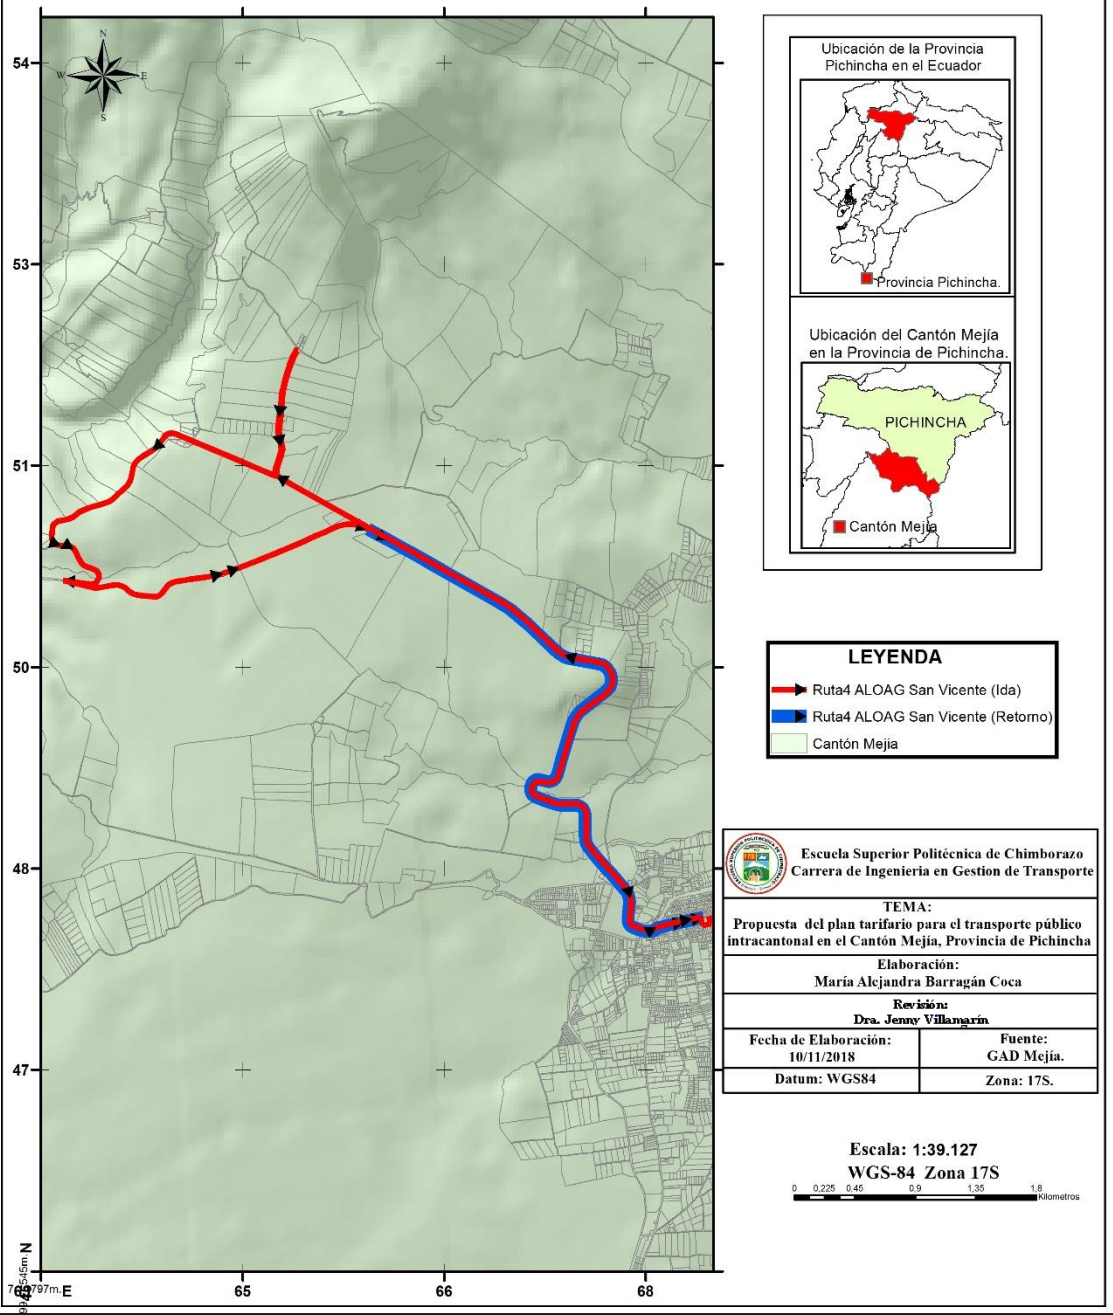 N
W
E
S
54
53
51
50
48
47
65
66
68
N
E
Ubicación de la Provincia
Pichincha en el Ecuador
Provincia Pichincha.
Ubicación del Cantón Mejía
en la Provincia de Pichincha.
PICHINCHA
Cantón Mejia
LEYENDA
Ruta4 ALOAG San Vicente (Ida)
Ruta4 ALOAG San Vicente (Retorno)
Cantón Mejia
Escuela Superior Politécnica de Chimborazo
Carrera de Ingenieria en Gestion de Transporte
TEMA:
Propuesta del plan tarifario para el transporte público
intracantonal en el Cantón Mejía, Provincia de Pichincha
Elaboración:
María Alejandra Barragán Coca
Revisión:
Dra. Jenny Villamarín
Fecha de Elaboración:
10/11/2018
Fuente:
GAD Mejía.
Datum: WGS84
Zona: 17S.
Escala: 1:39.127
WGS-84 Zona 17S
0 0,225 0,45 0,9 1,35 1,8
Kilometros